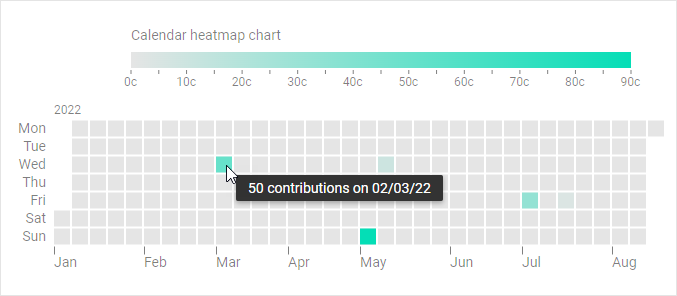 Calendar heatmap chart
0c 10c 20c 30c 40c 50c 60c 70c 80c 90c
2022
Mon
Tue
Wed
Thu
50 contributions on 02/03/22
Fri
Sat
Sun
Jan Feb Mar Apr May Jun Jul Aug